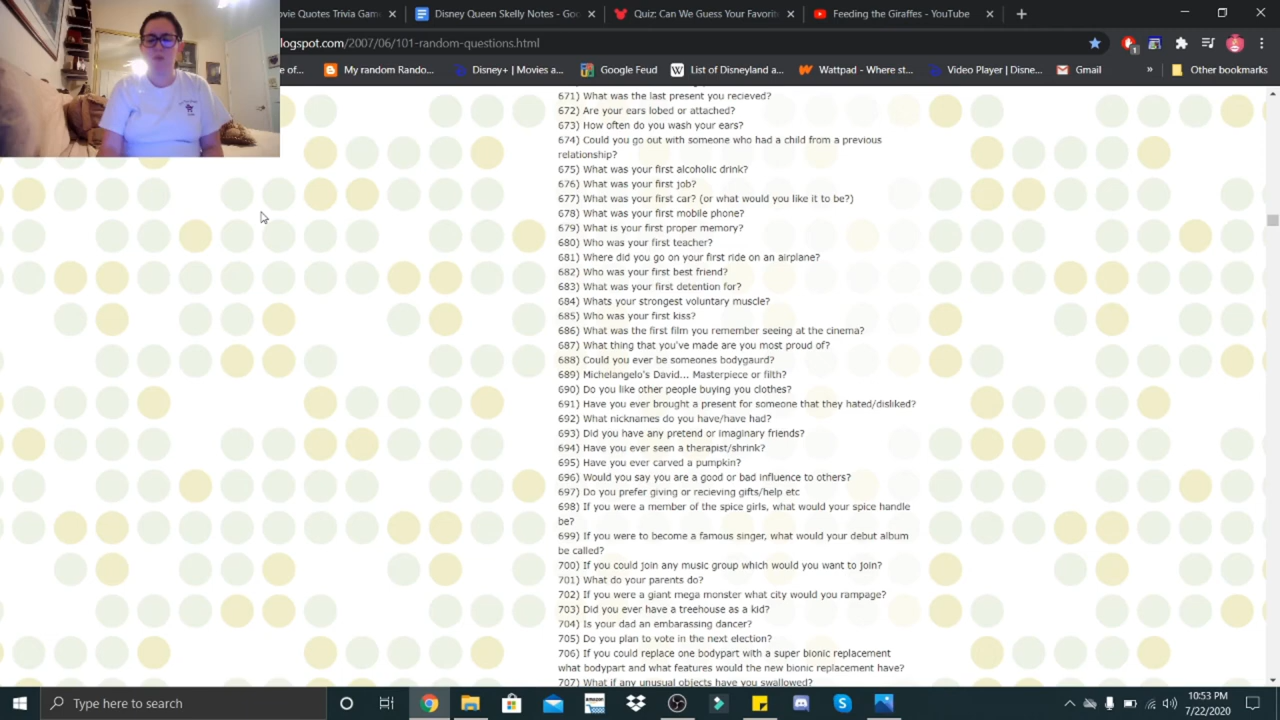 ovie Quotes Trivia Gam
Disney Queen Skelly Notes - Goo
Quiz: Can We Guess Your Favori
Feeding the Giraffes - YouTube
logspot.com/2007/06/101-random-questions.html
1
e of...
My random Rando...
Disney+ | Movies a...
Google Feud
List of Disneyland a...
Wattpad - Where st...
Video Player | Disne...
Gmail
»
Other bookmarks
671) What was the last present you recieved?
672) Are your ears lobed or attached?
673) How often do you wash your ears?
674) Could you go out with someone who had a child from a previous
relationship?
675) What was your first alcoholic drink?
676) What was your first job?
677) What was your first car? (or what would you like it to be?)
678) What was your first mobile phone?
679) What is your first proper memory?
680) Who was your first teacher?
681) Where did you go on your first ride on an airplane?
682) Who was your first best friend?
683) What was your first detention for?
684) Whats your strongest voluntary muscle?
685) Who was your first kiss?
686) What was the first film you remember seeing at the cinema?
687) What thing that you've made are you most proud of?
688) Could you ever be someones bodygaurd?
689) Michelangelo's David... Masterpiece or filth?
690) Do you like other people buying you clothes?
691) Have you ever brought a present for someone that they hated/disliked?
692) What nicknames do you have/have had?
693) Did you have any pretend or imaginary friends?
694) Have you ever seen a therapist/shrink?
695) Have you ever carved a pumpkin?
696) Would you say you are a good or bad influence to others?
697) Do you prefer giving or recieving gifts/help etc
698) If you were a member of the spice girls, what would your spice handle
be?
699) If you were to become a famous singer, what would your debut album
be called?
700) If you could join any music group which would you want to join?
701) What do your parents do?
702) If you were a giant mega monster what city would you rampage?
703) Did you ever have a treehouse as a kid?
704) Is your dad an embarassing dancer?
705) Do you plan to vote in the next election?
706) If you could replace one bodypart with a super bionic replacement
what bodypart and what features would the new bionic replacement have?
707) What if any unusual objects have you swallowed?
Type here to search
amazon
10:53 PM
7/22/2020